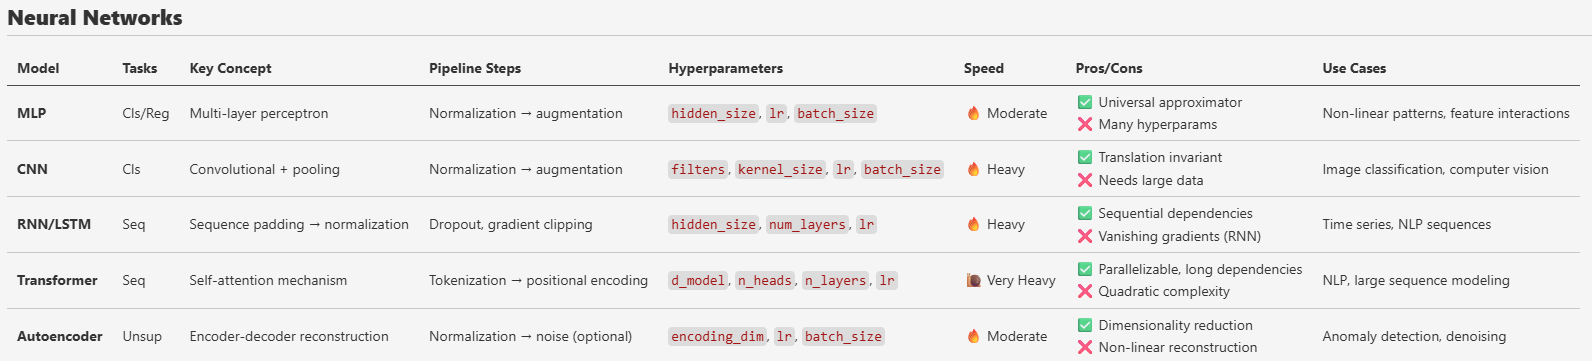 Neural Networks
Model Tasks Key Concept Pipeline Steps Hyperparameters Speed Pros/Cons Use Cases
MLP Cls/Reg Multi-layer perceptron Normalization → augmentation hidden_size, lr, batch_size 🔥 Moderate ✅ Universal approximator Non-linear patterns, feature interactions
❌ Many hyperparams
CNN Cls Convolutional + pooling Normalization → augmentation filters, kernel_size, lr, batch_size 🔥 Heavy ✅ Translation invariant Image classification, computer vision
❌ Needs large data
RNN/LSTM Seq Sequence padding → normalization Dropout, gradient clipping hidden_size, num_layers, lr 🔥 Heavy ✅ Sequential dependencies Time series, NLP sequences
❌ Vanishing gradients (RNN)
Transformer Seq Self-attention mechanism Tokenization → positional encoding d_model, n_heads, n_layers, lr 🐌 Very Heavy ✅ Parallelizable, long dependencies NLP, large sequence modeling
❌ Quadratic complexity
Autoencoder Unsup Encoder-decoder reconstruction Normalization → noise (optional) encoding_dim, lr, batch_size 🔥 Moderate ✅ Dimensionality reduction Anomaly detection, denoising
❌ Non-linear reconstruction